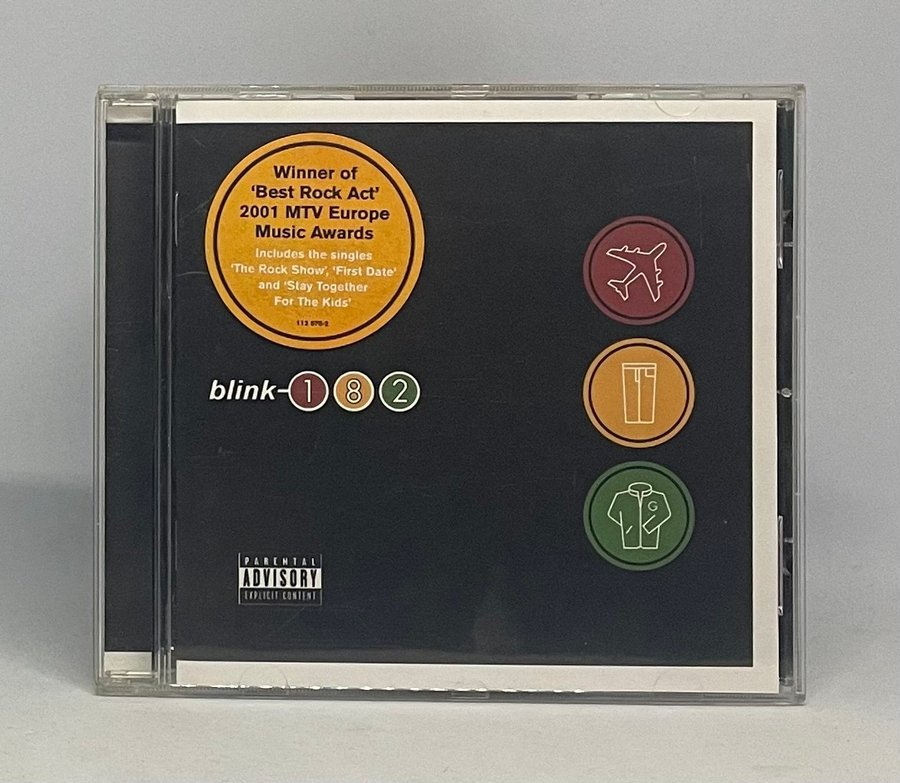 Winner of
‘Best Rock Act’
2001 MTV Europe
Music Awards
Includes the singles
‘The Rock Show’, ‘First Date’
and ‘Stay Together
For The Kids’
blink-182
G
PARENTAL
ADVISORY
EXPLICIT CONTENT